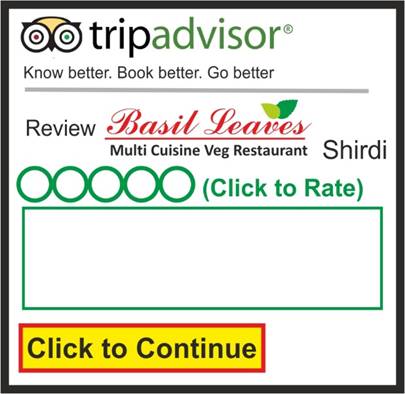 tripadvisor®
Know better. Book better. Go better
Review Basil Leaves Shirdi
Multi Cuisine Veg Restaurant
(Click to Rate)
Click to Continue